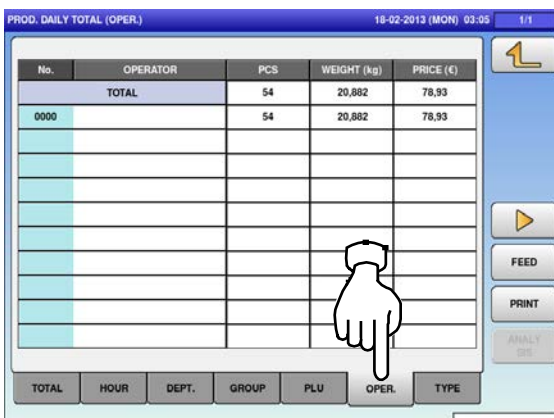 PROD. DAILY TOTAL (OPER.) 18-02-2013 (MON) 03:05 1/1
No. OPERATOR PCS WEIGHT (kg) PRICE (€)
TOTAL 54 20,882 78,93
0000 54 20,882 78,93
FEED
PRINT
ANALY
SIS
TOTAL HOUR DEPT. GROUP PLU OPER. TYPE